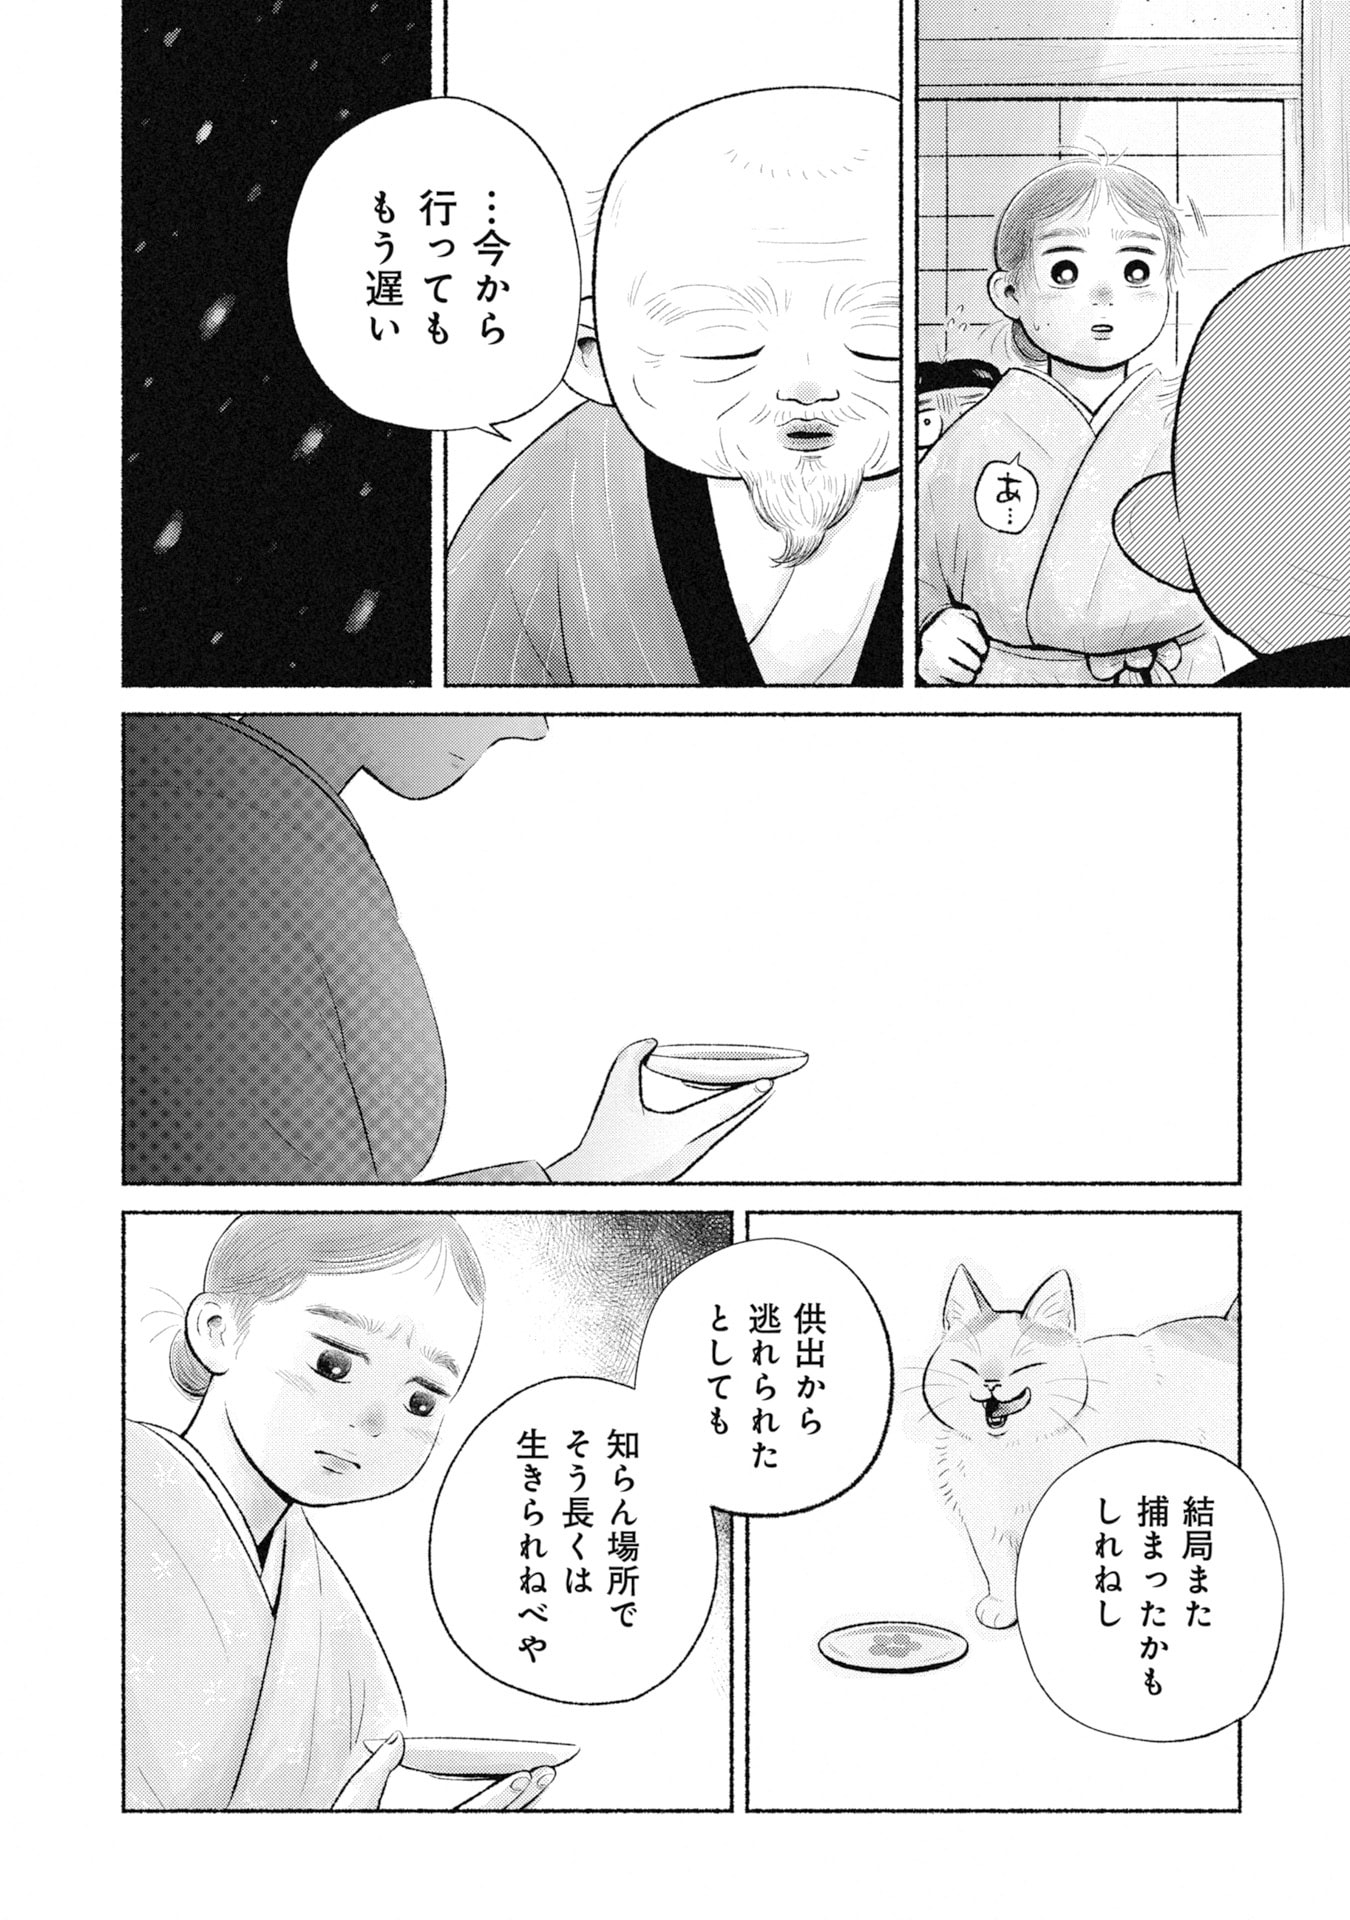 あ…
…今から
行っても
もう遅い
結局また
捕まったかも
しれねし
供出から
逃れられた
としても
知らん場所で
そう長くは
生きられねべや